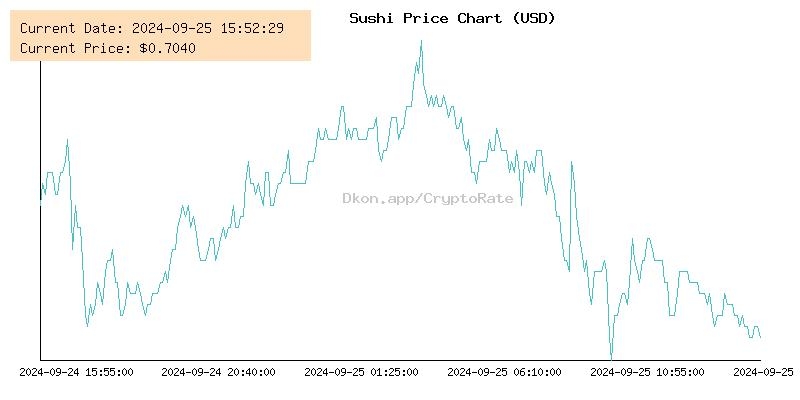 Sushi Price Chart (USD)
Current Date: 2024-09-25 15:52:29
Current Price: $0.7040
Dkon.app/CryptoRate
2024-09-24 15:55:00 2024-09-24 20:40:00 2024-09-25 01:25:00 2024-09-25 06:10:00 2024-09-25 10:55:00 2024-09-25